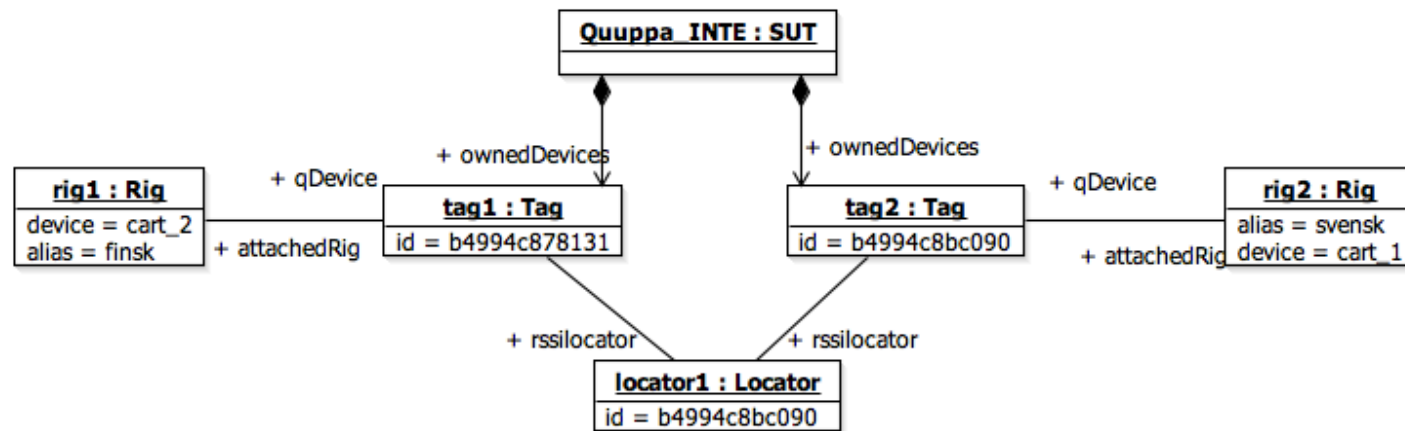 Quuppa_INTE : SUT
+ ownedDevices
+ ownedDevices
rig1 : Rig
device = cart_2
alias = finsk
+ qDevice
+ attachedRig
tag1 : Tag
id = b4994c878131
tag2 : Tag
id = b4994c8bc090
+ qDevice
+ attachedRig
rig2 : Rig
alias = svensk
device = cart_1
+ rssilocator
+ rssilocator
locator1 : Locator
id = b4994c8bc090